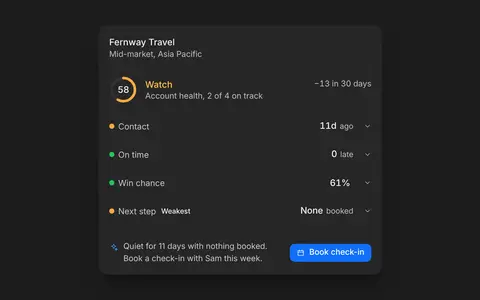 Fernway Travel
Mid-market, Asia Pacific
58
Watch
−13 in 30 days
Account health, 2 of 4 on track
Contact 11d ago
On time 0 late
Win chance 61%
Next step Weakest None booked
Quiet for 11 days with nothing booked.
Book a check-in with Sam this week.
Book check-in